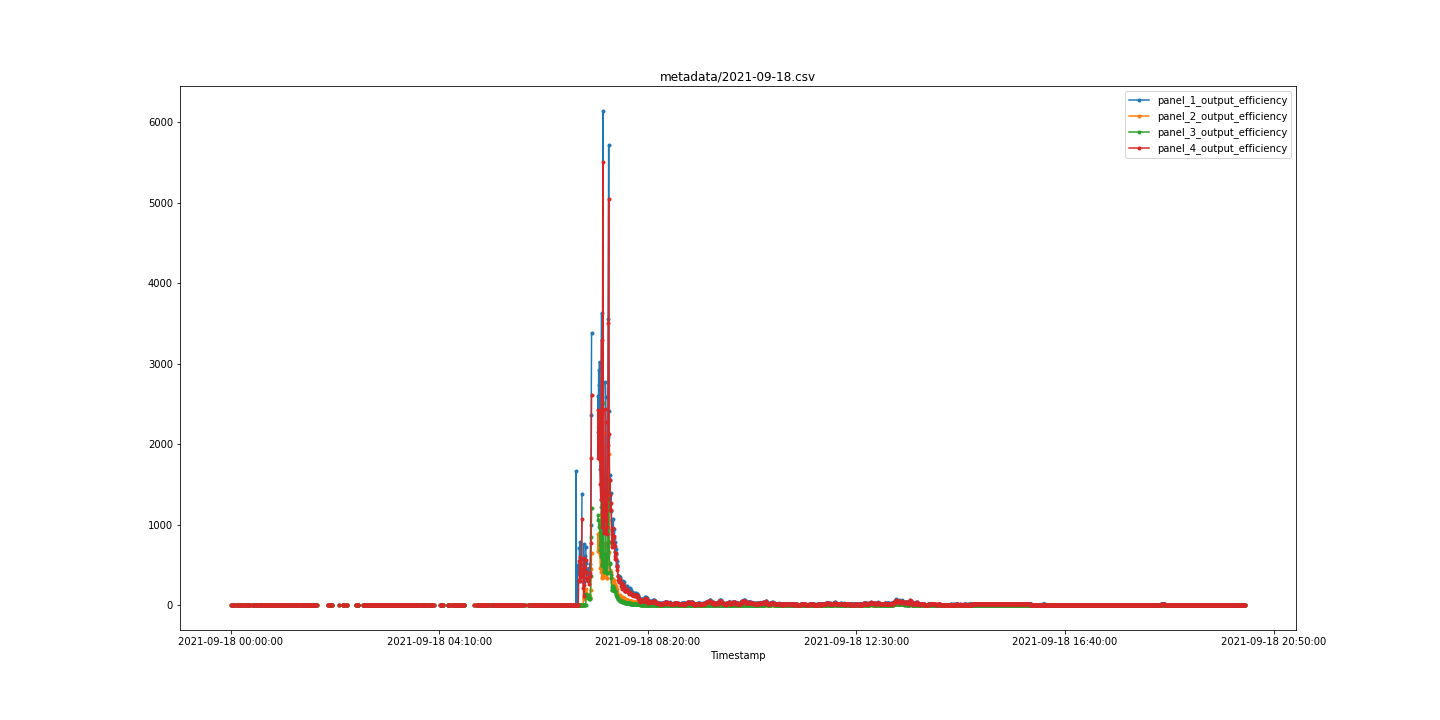 metadata/2021-09-18.csv
panel_1_output_efficiency
panel_2_output_efficiency
panel_3_output_efficiency
panel_4_output_efficiency
6000
5000
4000
3000
2000
1000
0
2021-09-18 00:00:00
2021-09-18 04:10:00
2021-09-18 08:20:00
2021-09-18 12:30:00
2021-09-18 16:40:00
2021-09-18 20:50:00
Timestamp